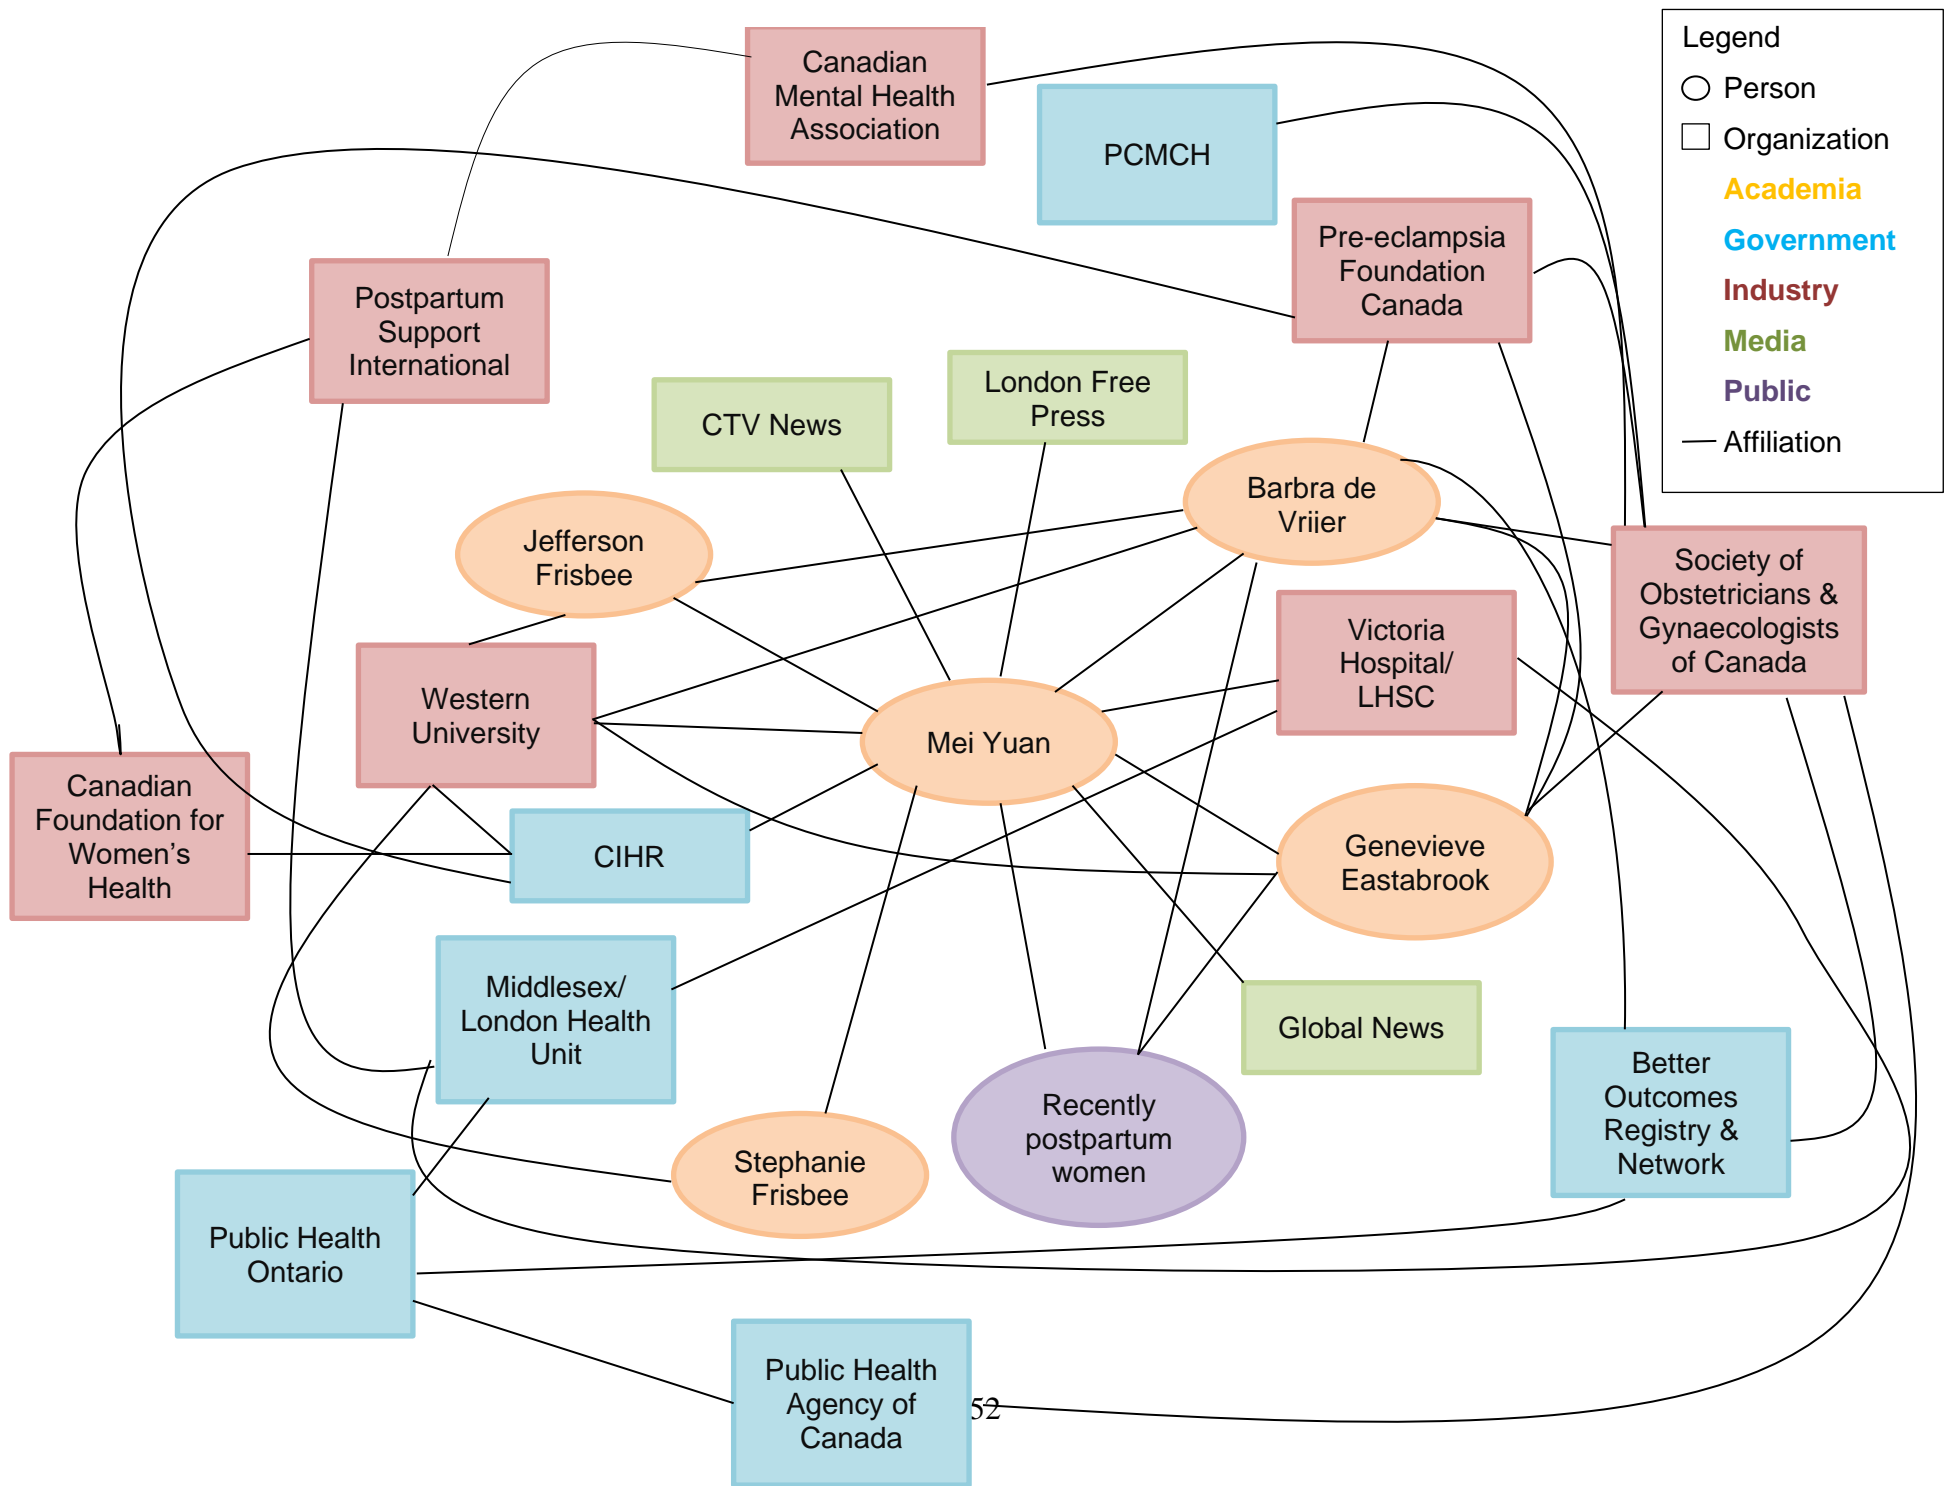 Legend
Person
Organization
Academia
Government
Industry
Media
Public
Affiliation
Canadian
Mental Health
Association
PCMCH
Pre-eclampsia
Foundation
Canada
Postpartum
Support
International
CTV News
London Free
Press
Barbra de
Vrijer
Jefferson
Frisbee
Society of
Obstetricians &
Gynaecologists
of Canada
Victoria
Hospital/
LHSC
Western
University
Mei Yuan
Canadian
Foundation for
Women's
Health
CIHR
Genevieve
Eastabrook
Middlesex/
London Health
Unit
Global News
Better
Outcomes
Registry &
Network
Recently
postpartum
women
Stephanie
Frisbee
Public Health
Ontario
Public Health
Agency of
Canada
52